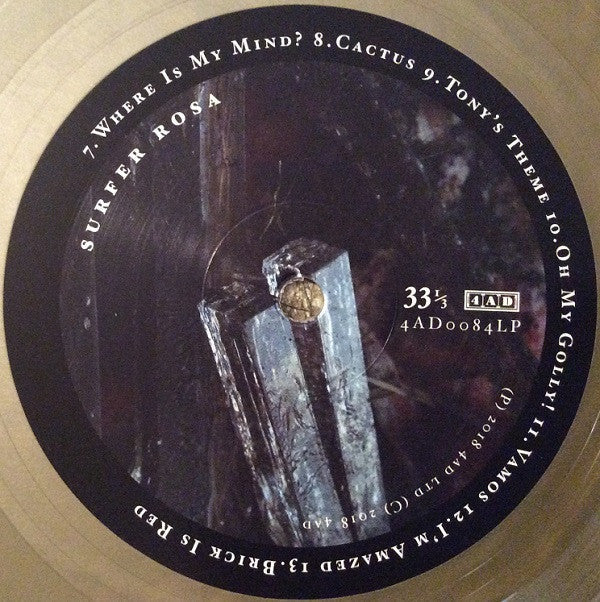 7. Where Is My Mind? 8. Cactus 9. Tony's Theme 10. Oh My Golly! 11. Vamos 12. I'm Amazed 13. Brick Is Red
SURFER ROSA
33⅓ 4AD
4AD0084LP
(P) 2018 4AD LTD (C) 2018 4AD